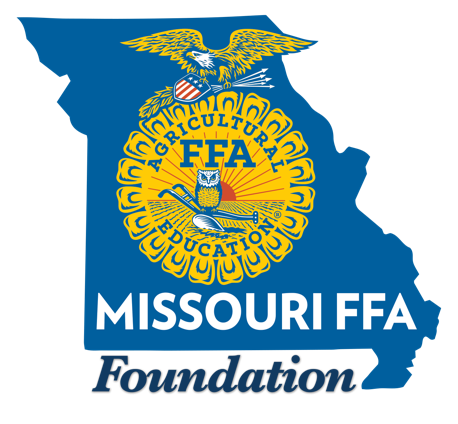 AGRICULTURAL
FFA
EDUCATION®
MISSOURI FFA
Foundation